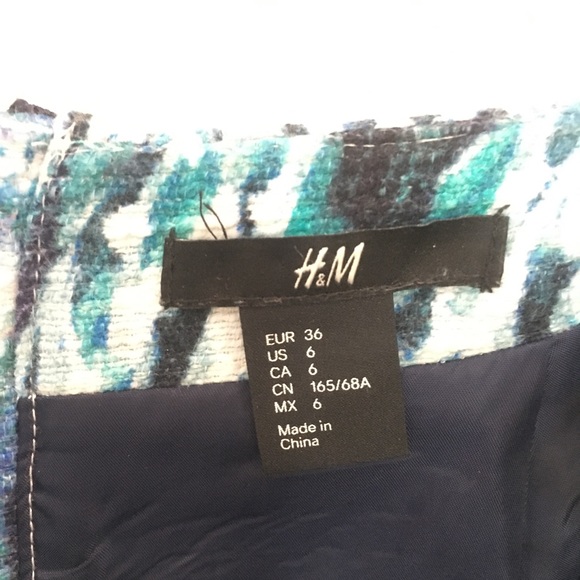 H&M
EUR 36
US 6
CA 6
CN 165/68A
MX 6
Made in
China